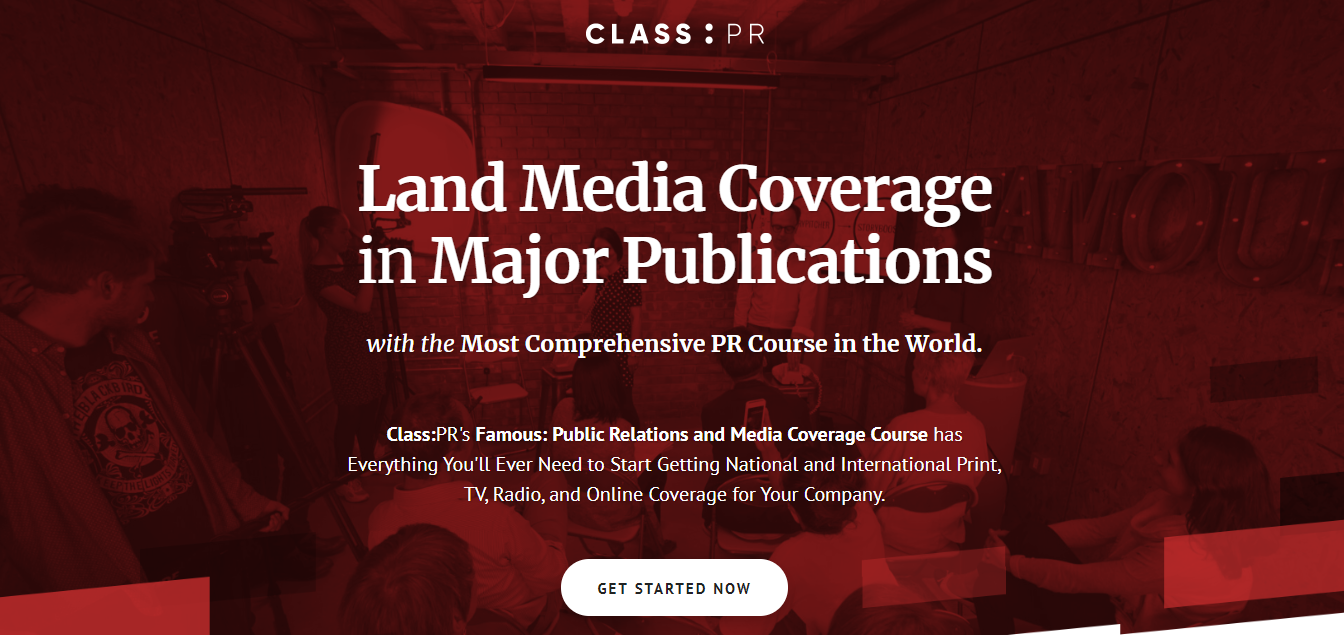 CLASS:PR
Land Media Coverage
in Major Publications
with the Most Comprehensive PR Course in the World.
Class:PR's Famous: Public Relations and Media Coverage Course has
Everything You'll Ever Need to Start Getting National and International Print,
TV, Radio, and Online Coverage for Your Company.
GET STARTED NOW